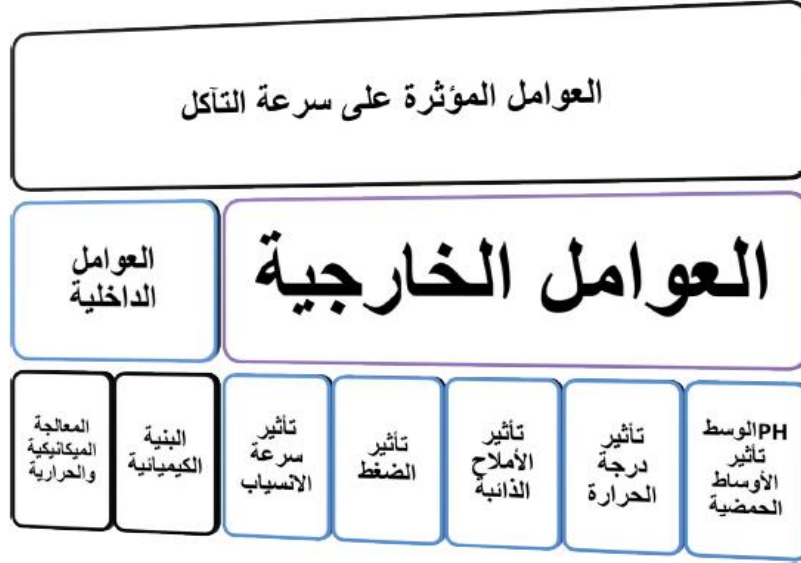 العوامل المؤثرة على سرعة التآكل
العوامل الخارجية
العوامل
الداخلية
PHالوسط
تأثير
الأوساط
الحمضية
تأثير
درجة
الحرارة
تأثير
الأملاح
الذائبة
تأثير
الضغط
تأثير
سرعة
الانسياب
البنية
الكيميائية
المعالجة
الميكانيكية
والحرارية